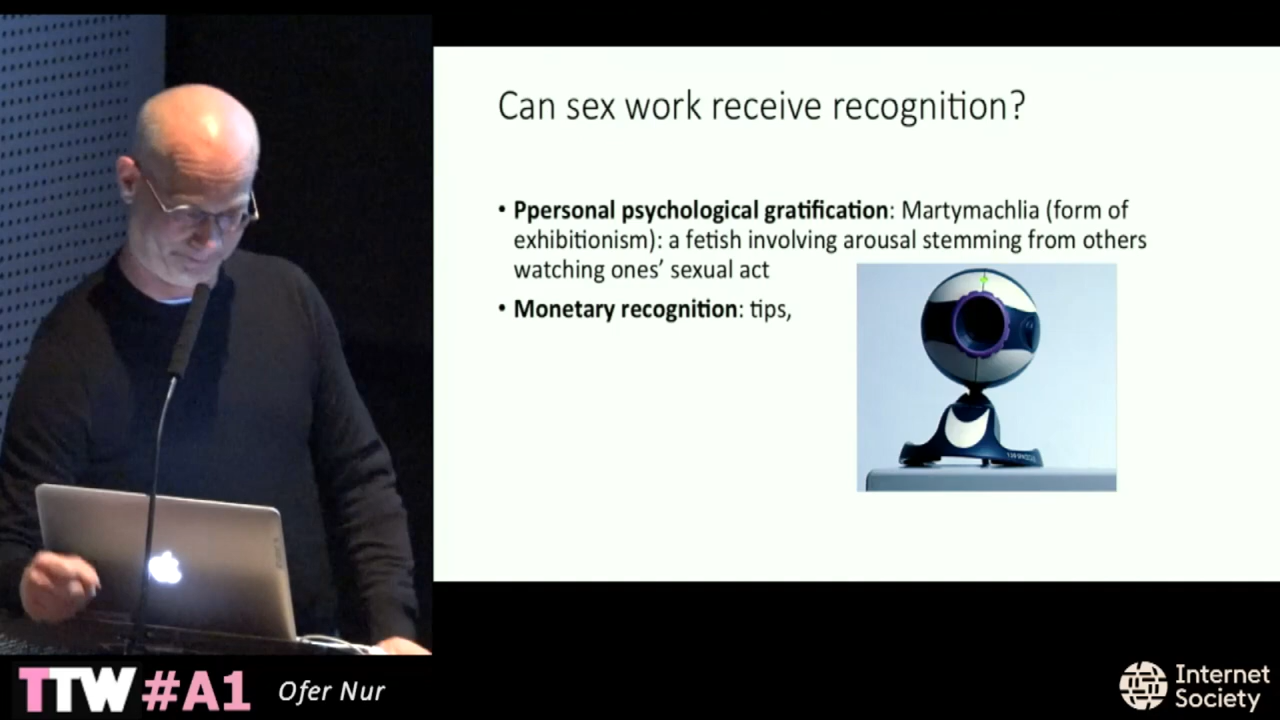 Can sex work receive recognition?
• Ppersonal psychological gratification: Martymachlia (form of
exhibitionism): a fetish involving arousal stemming from others
watching ones’ sexual act
• Monetary recognition: tips,
TTW#A1
Ofer Nur
Internet
Society